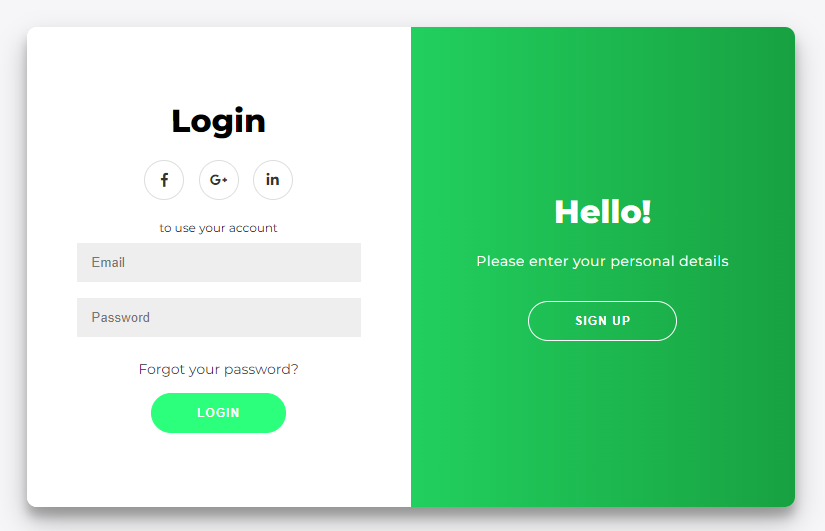 Login
f
G+
in
to use your account
Email
Password
Forgot your password?
LOGIN
Hello!
Please enter your personal details
SIGN UP